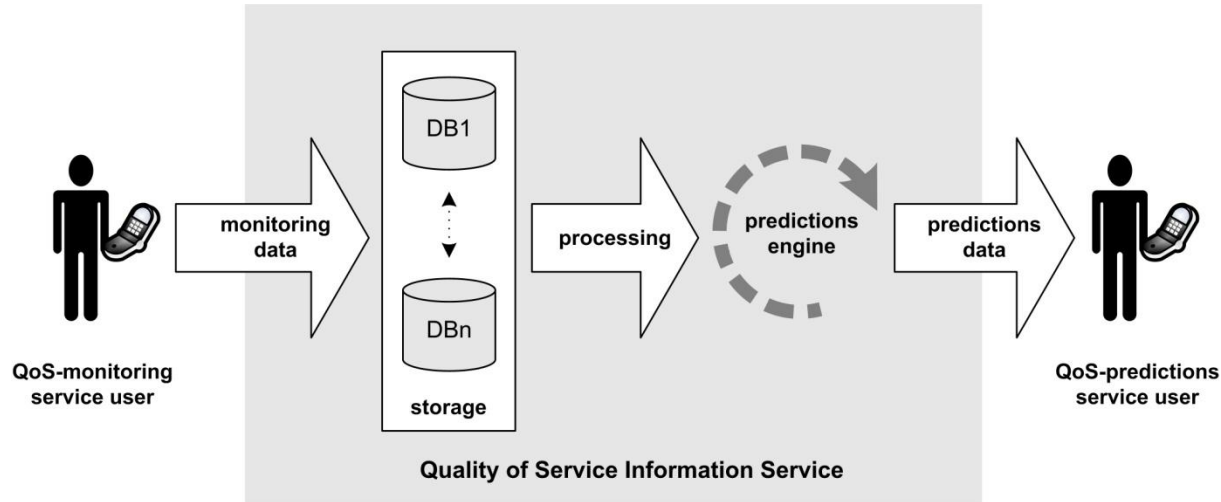 QoS-monitoring
service user
monitoring
data
DB1
DBn
storage
processing
predictions
engine
predictions
data
QoS-predictions
service user
Quality of Service Information Service